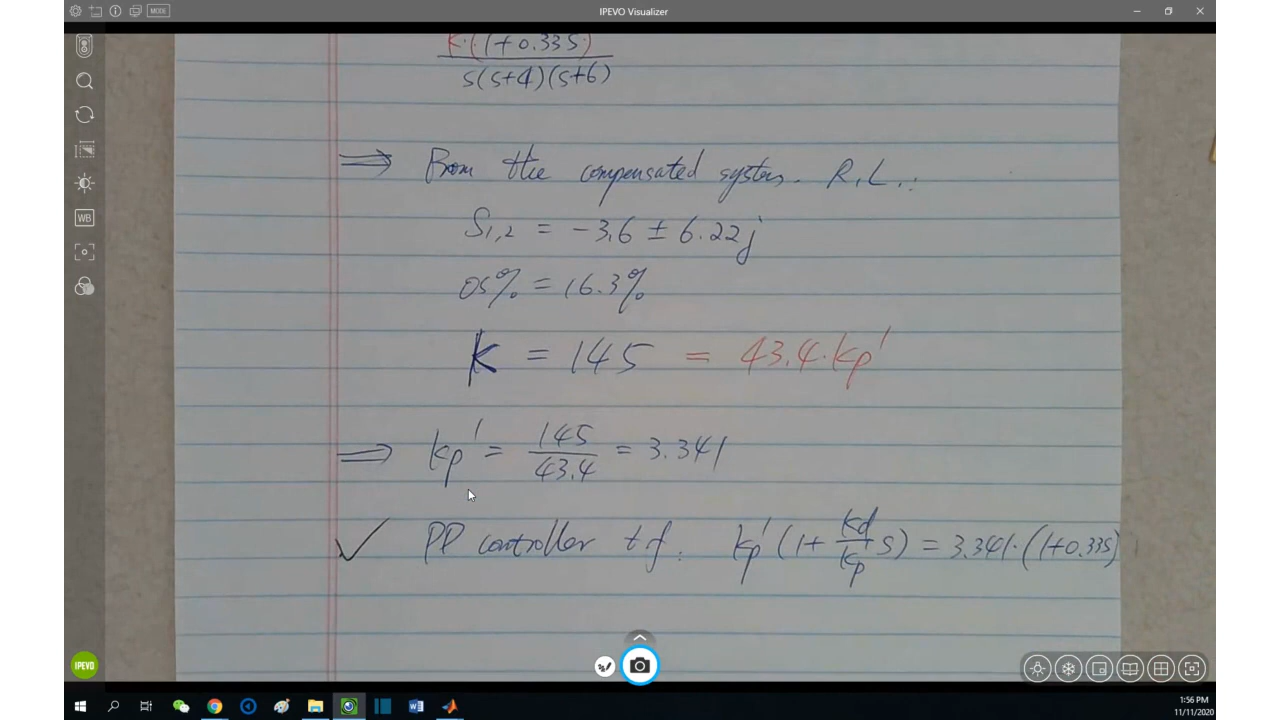 IPEVO Visualizer
MODE
K·(1+0.33S)
S(S+4)(S+6)
WB
⟹ From the compensated system. R.L.:
S1,2 = -3.6 ± 6.22j
OS% = 16.3%
K = 145 = 43.4·Kp'
⟹ Kp' = 145/43.4 = 3.341
✓ PD controller t.f. Kp'(1+ Kd/Kp S) = 3.341·(1+0.33S)
IPEVO
1:56 PM
11/11/2020